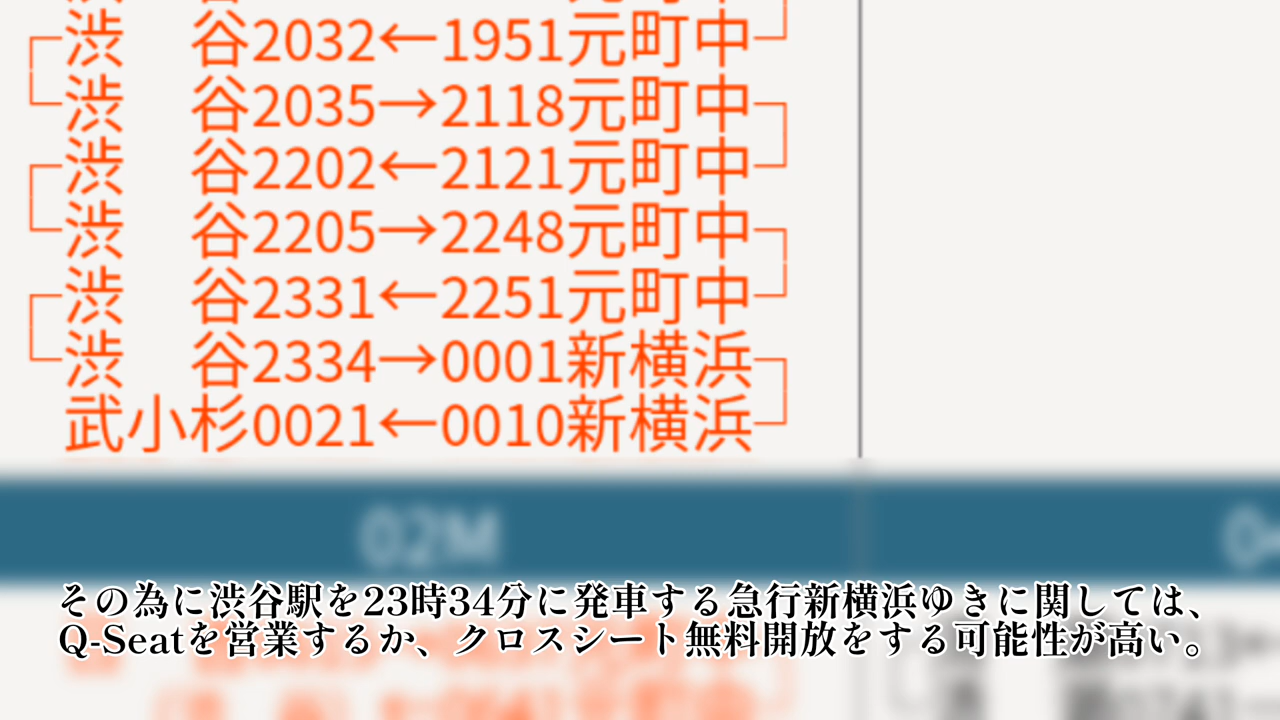 渋　谷2032←1951元町中
渋　谷2035→2118元町中
渋　谷2202←2121元町中
渋　谷2205→2248元町中
渋　谷2331←2251元町中
渋　谷2334→0001新横浜
武小杉0021←0010新横浜
02M
その為に渋谷駅を23時34分に発車する急行新横浜ゆきに関しては、
Q-Seatを営業するか、クロスシート無料開放をする可能性が高い。